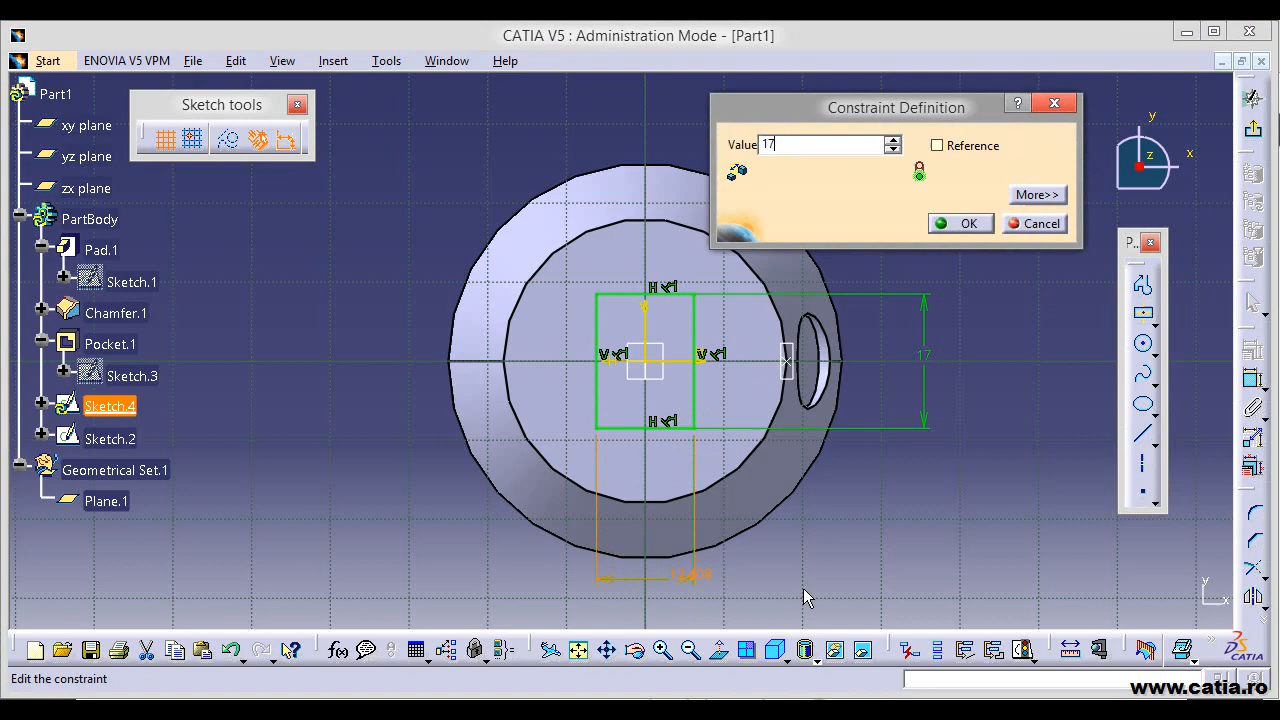 CATIA V5 : Administration Mode - [Part1]
Start ENOVIA V5 VPM File Edit View Insert Tools Window Help
Part1
xy plane
yz plane
zx plane
PartBody
Pad.1
Sketch.1
Chamfer.1
Pocket.1
Sketch.3
Sketch.4
Sketch.2
Geometrical Set.1
Plane.1
Sketch tools
Constraint Definition
?
Value 17
Reference
More>>
OK Cancel
y
z x
P...
H
V V
17
H
y
x
f(x)
CATIA
Edit the constraint
www.catia.ro